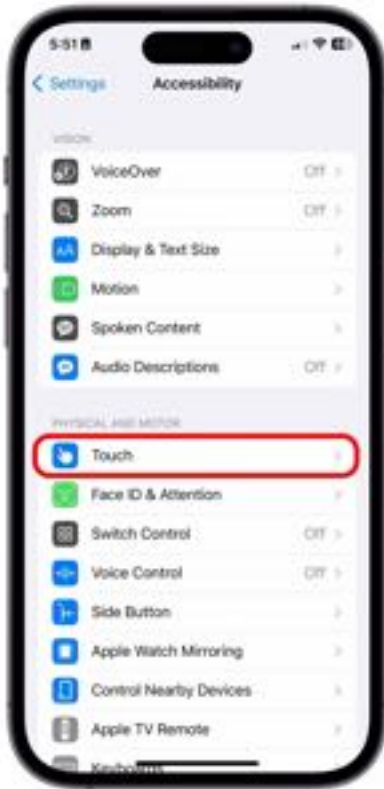 5:51
Settings
Accessibility
VISION
VoiceOver Off
Zoom Off
Display & Text Size
Motion
Spoken Content
Audio Descriptions Off
PHYSICAL AND MOTOR
Touch
Face ID & Attention
Switch Control Off
Voice Control Off
Side Button
Apple Watch Mirroring
Control Nearby Devices
Apple TV Remote
Keyboards